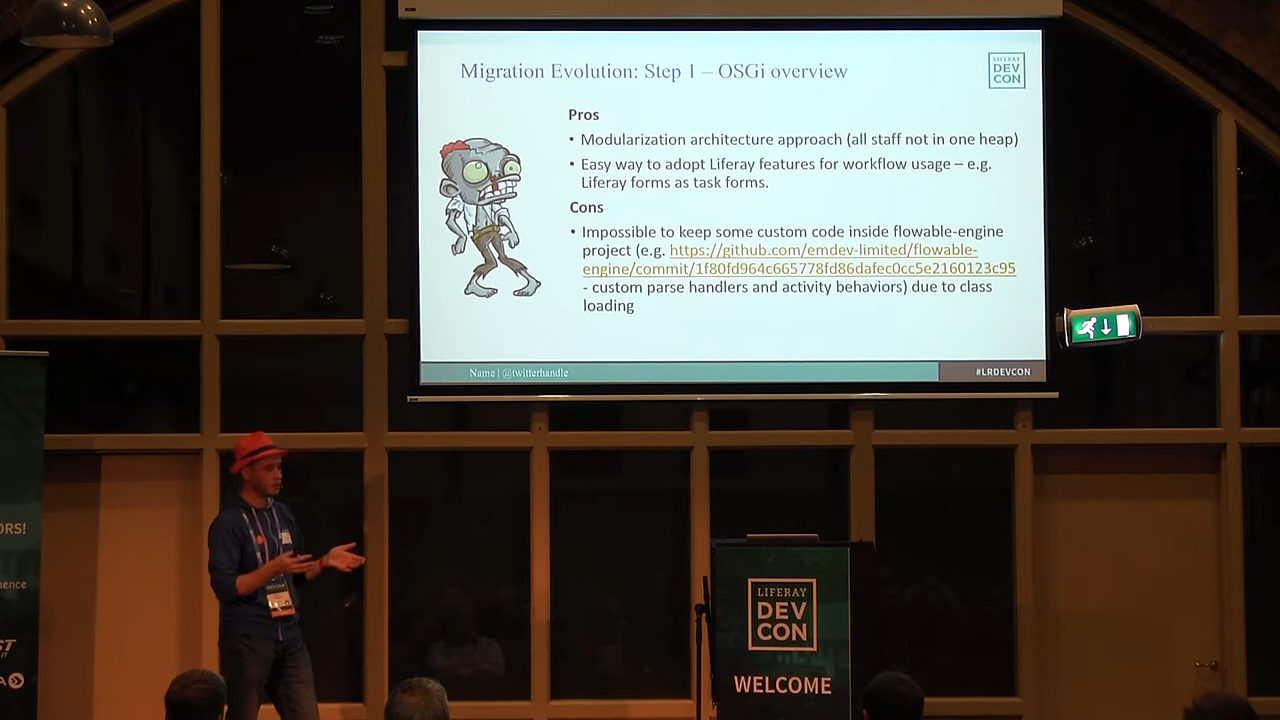 Migration Evolution: Step 1 – OSGi overview
LIFERAY
DEV
CON
Pros
• Modularization architecture approach (all staff not in one heap)
• Easy way to adopt Liferay features for workflow usage – e.g.
Liferay forms as task forms.
Cons
• Impossible to keep some custom code inside flowable-engine
project (e.g. https://github.com/emdev-limited/flowable-
engine/commit/1f80fd964c665778fd86dafec0cc5e2160123c95
- custom parse handlers and activity behaviors) due to class
loading
Name | @twitterhandle
#LRDEVCON
ORS!
LIFERAY
DEV
CON
WELCOME